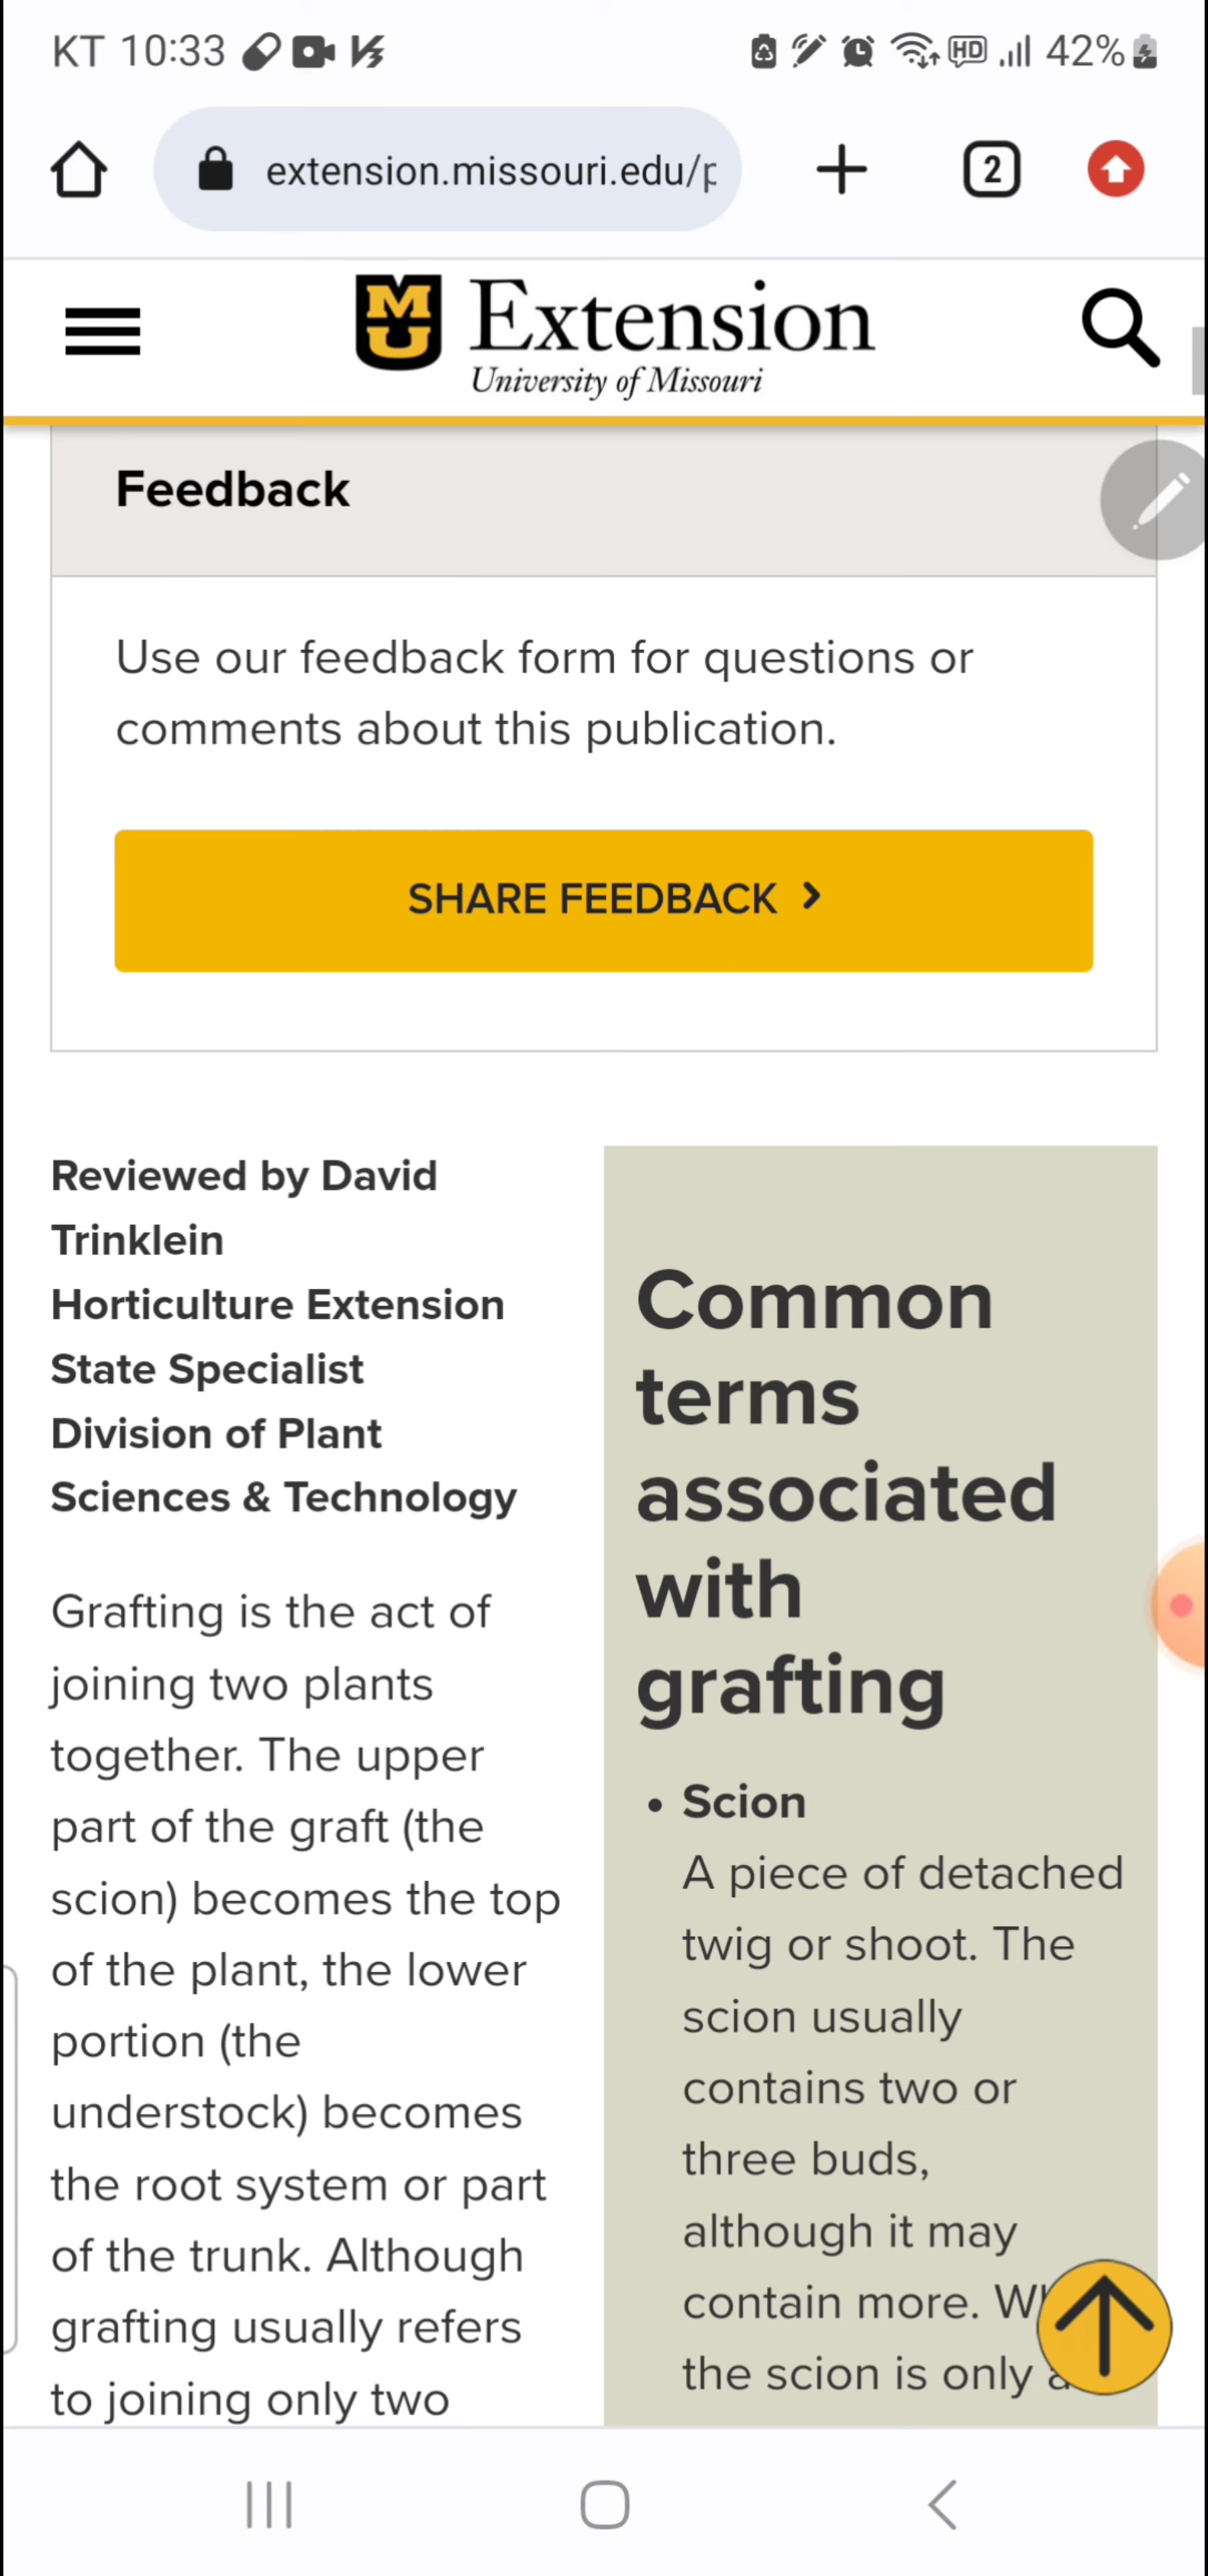 KT 10:33
HD
42%
extension.missouri.edu/p
2
MU
Extension
University of Missouri
Feedback
Use our feedback form for questions or
comments about this publication.
SHARE FEEDBACK
Reviewed by David
Trinklein
Horticulture Extension
State Specialist
Division of Plant
Sciences & Technology
Grafting is the act of
joining two plants
together. The upper
part of the graft (the
scion) becomes the top
of the plant, the lower
portion (the
understock) becomes
the root system or part
of the trunk. Although
grafting usually refers
to joining only two
Common
terms
associated
with
grafting
• Scion
A piece of detached
twig or shoot. The
scion usually
contains two or
three buds,
although it may
contain more.
the scion is only